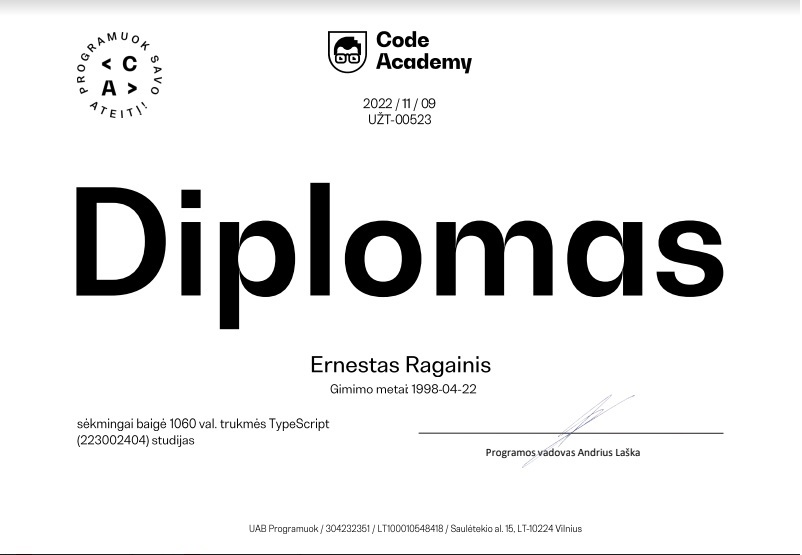 PROGRAMUOK SAVO ATEITĮ!
< C
A >
Code
Academy
2022 / 11 / 09
UŽT-00523
Diplomas
Ernestas Ragainis
Gimimo metai: 1998-04-22
sėkmingai baigė 1060 val. trukmės TypeScript
(223002404) studijas
Programos vadovas Andrius Laška
UAB Programuok / 304232351 / LT100010548418 / Saulėtekio al. 15, LT-10224 Vilnius